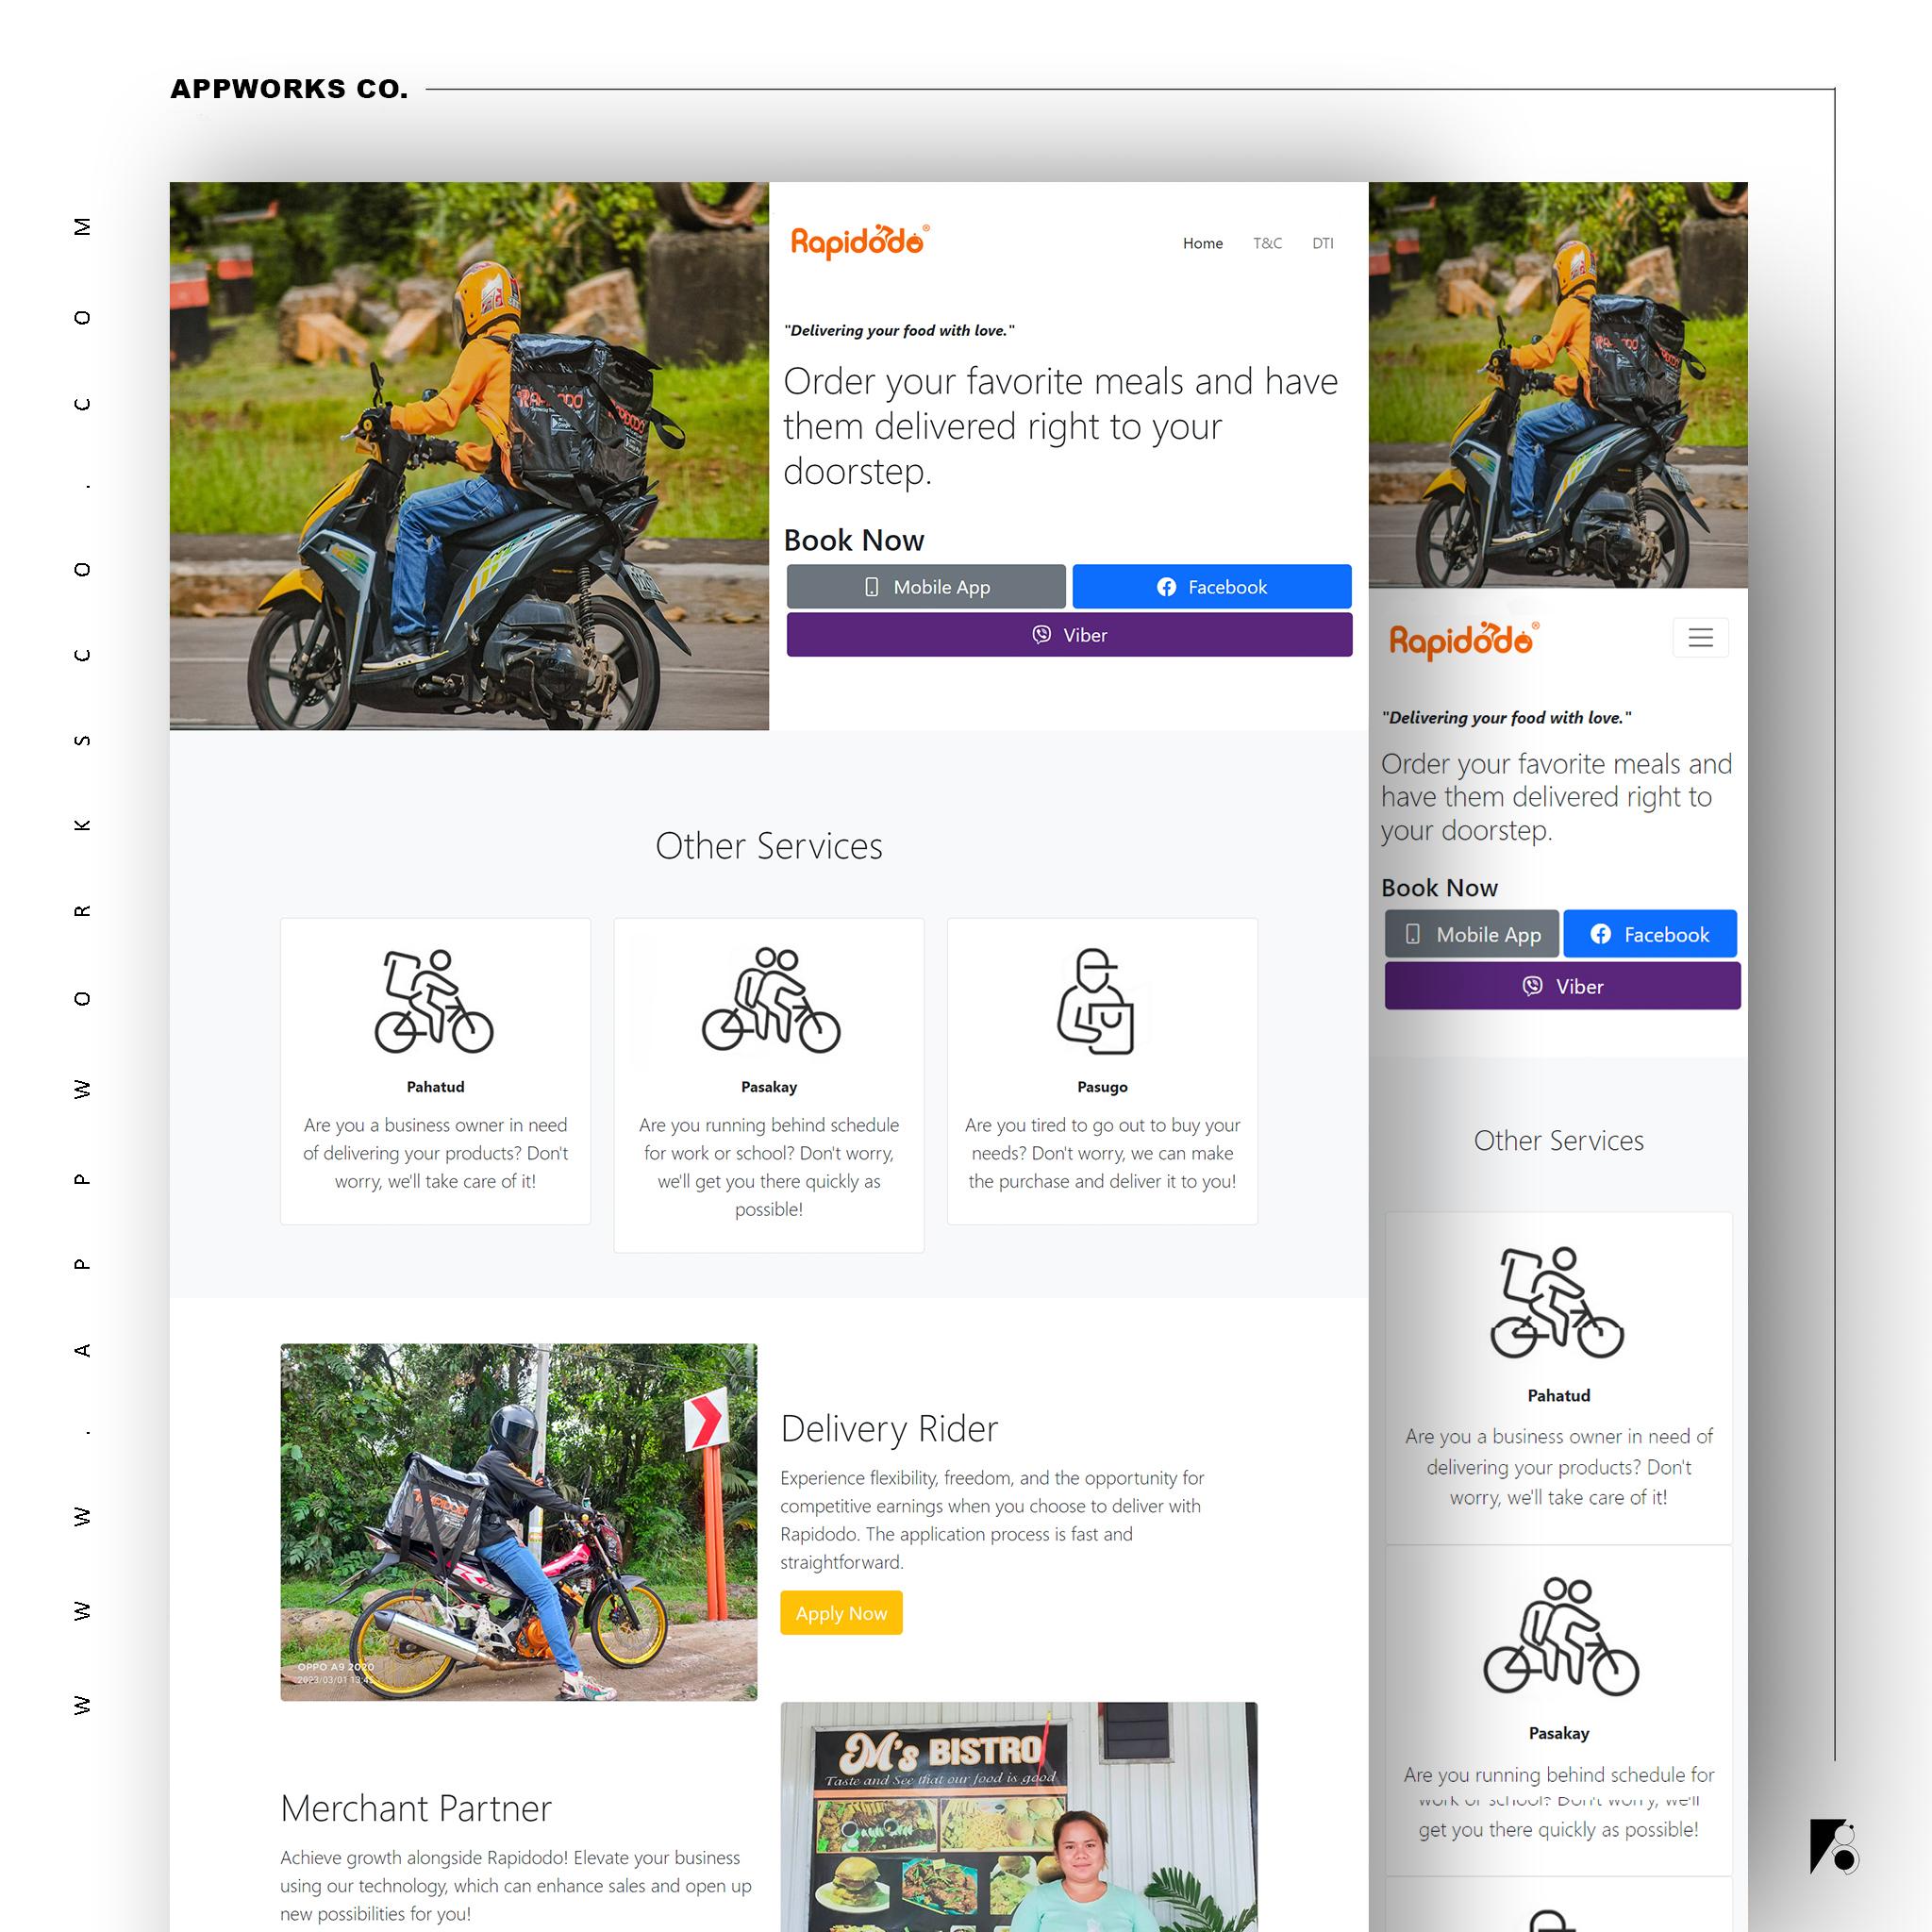 APPWORKS CO.
WWW.APPWORKSCO.COM
Rapidodo®
Home T&C DTI
"Delivering your food with love."
Order your favorite meals and have
them delivered right to your
doorstep.
Book Now
Mobile App
Facebook
Viber
Other Services
Pahatud
Are you a business owner in need
of delivering your products? Don't
worry, we'll take care of it!
Pasakay
Are you running behind schedule
for work or school? Don't worry,
we'll get you there quickly as
possible!
Pasugo
Are you tired to go out to buy your
needs? Don't worry, we can make
the purchase and deliver it to you!
OPPO A9 2020
Delivery Rider
Experience flexibility, freedom, and the opportunity for
competitive earnings when you choose to deliver with
Rapidodo. The application process is fast and
straightforward.
Apply Now
Merchant Partner
Achieve growth alongside Rapidodo! Elevate your business
using our technology, which can enhance sales and open up
new possibilities for you!
M's BISTRO
Taste and See that our food is good
Rapidodo®
"Delivering your food with love."
Order your favorite meals and
have them delivered right to
your doorstep.
Book Now
Mobile App
Facebook
Viber
Other Services
Pahatud
Are you a business owner in need of
delivering your products? Don't
worry, we'll take care of it!
Pasakay
Are you running behind schedule for
work or school? Don't worry, we'll
get you there quickly as possible!